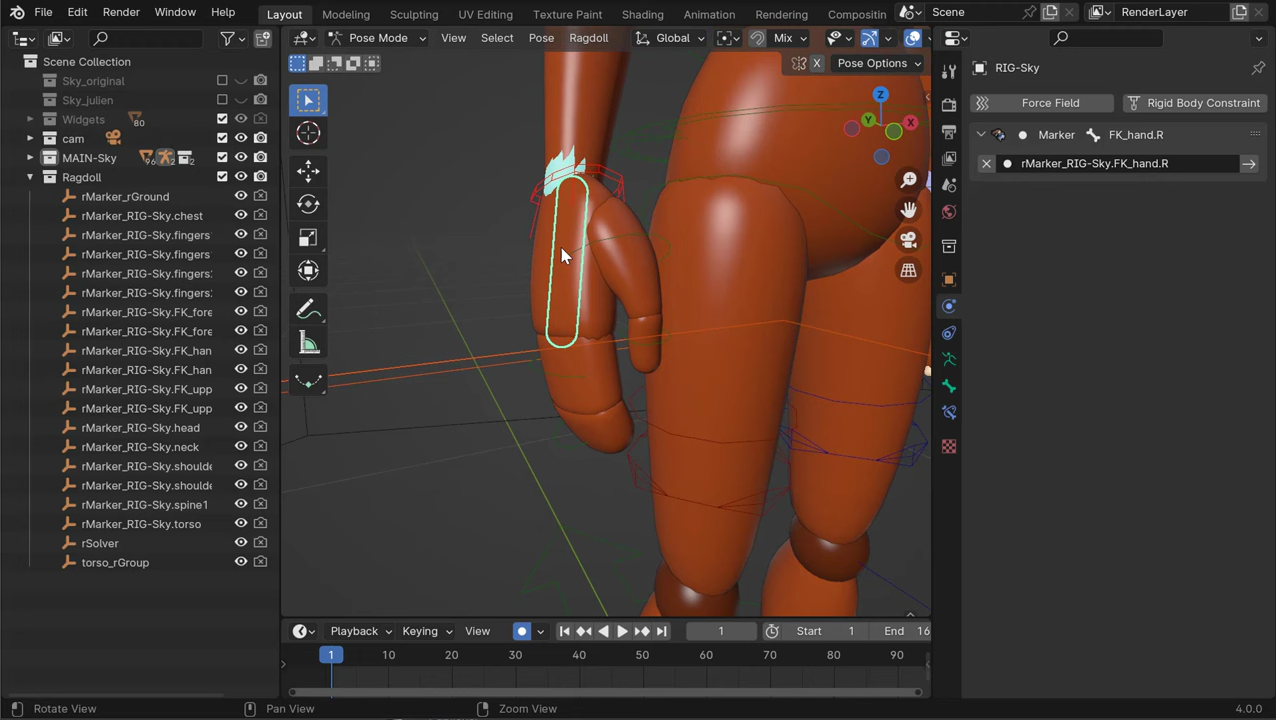 File Edit Render Window Help Layout Modeling Sculpting UV Editing Texture Paint Shading Animation Rendering Compositin Scene RenderLayer
Pose Mode View Select Pose Ragdoll Global Mix
Pose Options
X
Scene Collection
Sky_original
Sky_julien
Widgets 80
cam
MAIN-Sky 96 2 2
Ragdoll
rMarker_rGround
rMarker_RIG-Sky.chest
rMarker_RIG-Sky.fingers
rMarker_RIG-Sky.fingers
rMarker_RIG-Sky.fingers:
rMarker_RIG-Sky.fingers:
rMarker_RIG-Sky.FK_fore
rMarker_RIG-Sky.FK_fore
rMarker_RIG-Sky.FK_han
rMarker_RIG-Sky.FK_han
rMarker_RIG-Sky.FK_upp
rMarker_RIG-Sky.FK_upp
rMarker_RIG-Sky.head
rMarker_RIG-Sky.neck
rMarker_RIG-Sky.shoulde
rMarker_RIG-Sky.shoulde
rMarker_RIG-Sky.spine1
rMarker_RIG-Sky.torso
rSolver
torso_rGroup
Z
Y X
RIG-Sky
Force Field Rigid Body Constraint
Marker FK_hand.R
rMarker_RIG-Sky.FK_hand.R
Playback Keying View 1 Start 1 End 16
1 10 20 30 40 50 60 70 80 90
Rotate View Pan View Zoom View 4.0.0